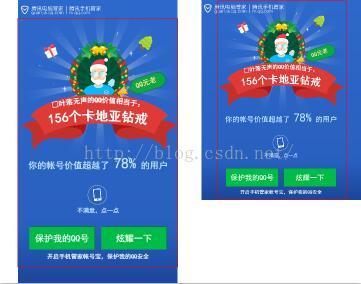 腾讯电脑管家 | 腾讯手机管家
QQ元老
叶落无声的QQ价值相当于:
156个卡地亚钻戒
你的帐号价值超越了 78% 的用户
不满意，点一点
保护我的QQ号 炫耀一下
开启手机管家帐号宝，保护我的QQ安全
腾讯电脑管家 | 腾讯手机管家
QQ元老
叶落无声的QQ价值相当于:
156个卡地亚钻戒
你的帐号价值超越了 78% 的用户
不满意，点一点
保护我的QQ号 炫耀一下
开启手机管家帐号宝，保护我的QQ安全
http://blog.csdn.ne